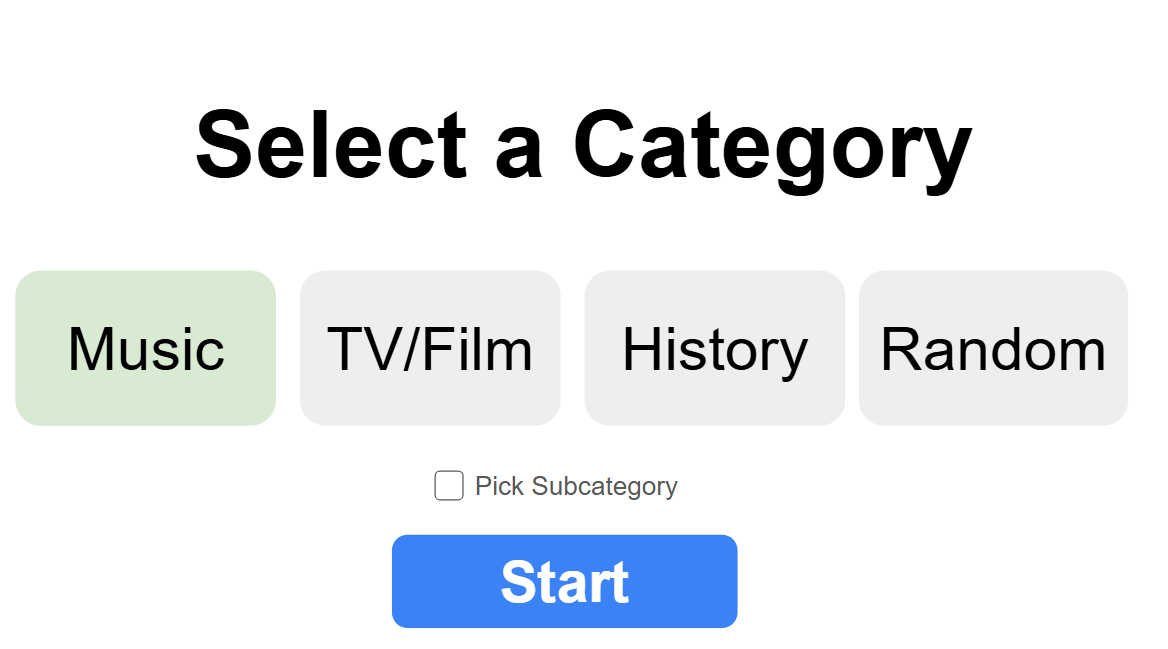 Select a Category
Music TV/Film History Random
Pick Subcategory
Start